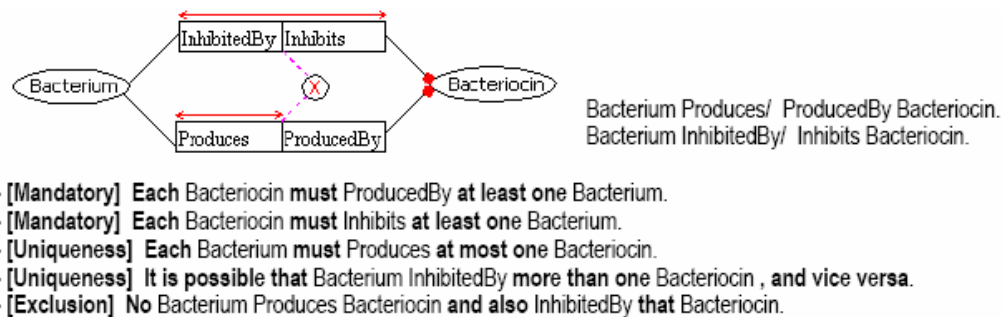 InhibitedBy Inhibits
Bacterium
X
Bacteriocin
Produces ProducedBy
Bacterium Produces/ ProducedBy Bacteriocin.
Bacterium InhibitedBy/ Inhibits Bacteriocin.
- [Mandatory] Each Bacteriocin must ProducedBy at least one Bacterium.
- [Mandatory] Each Bacteriocin must Inhibits at least one Bacterium.
- [Uniqueness] Each Bacterium must Produces at most one Bacteriocin.
- [Uniqueness] It is possible that Bacterium InhibitedBy more than one Bacteriocin , and vice versa.
- [Exclusion] No Bacterium Produces Bacteriocin and also InhibitedBy that Bacteriocin.